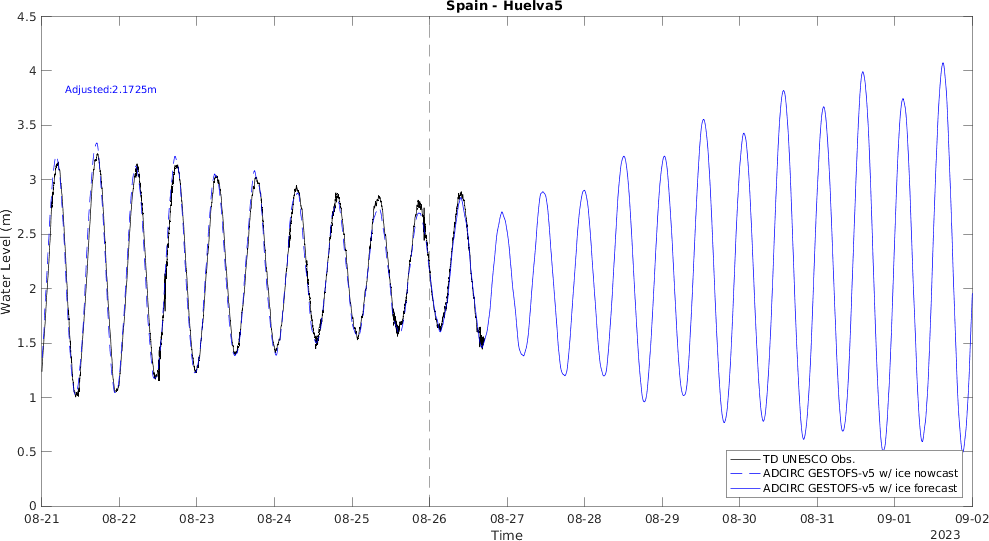 Spain - Huelva5
4.5
4
3.5
3
2.5
2
1.5
1
0.5
0
Water Level (m)
Adjusted:2.1725m
TD UNESCO Obs.
ADCIRC GESTOFS-v5 w/ ice nowcast
ADCIRC GESTOFS-v5 w/ ice forecast
08-21 08-22 08-23 08-24 08-25 08-26 08-27 08-28 08-29 08-30 08-31 09-01 09-02
Time
2023